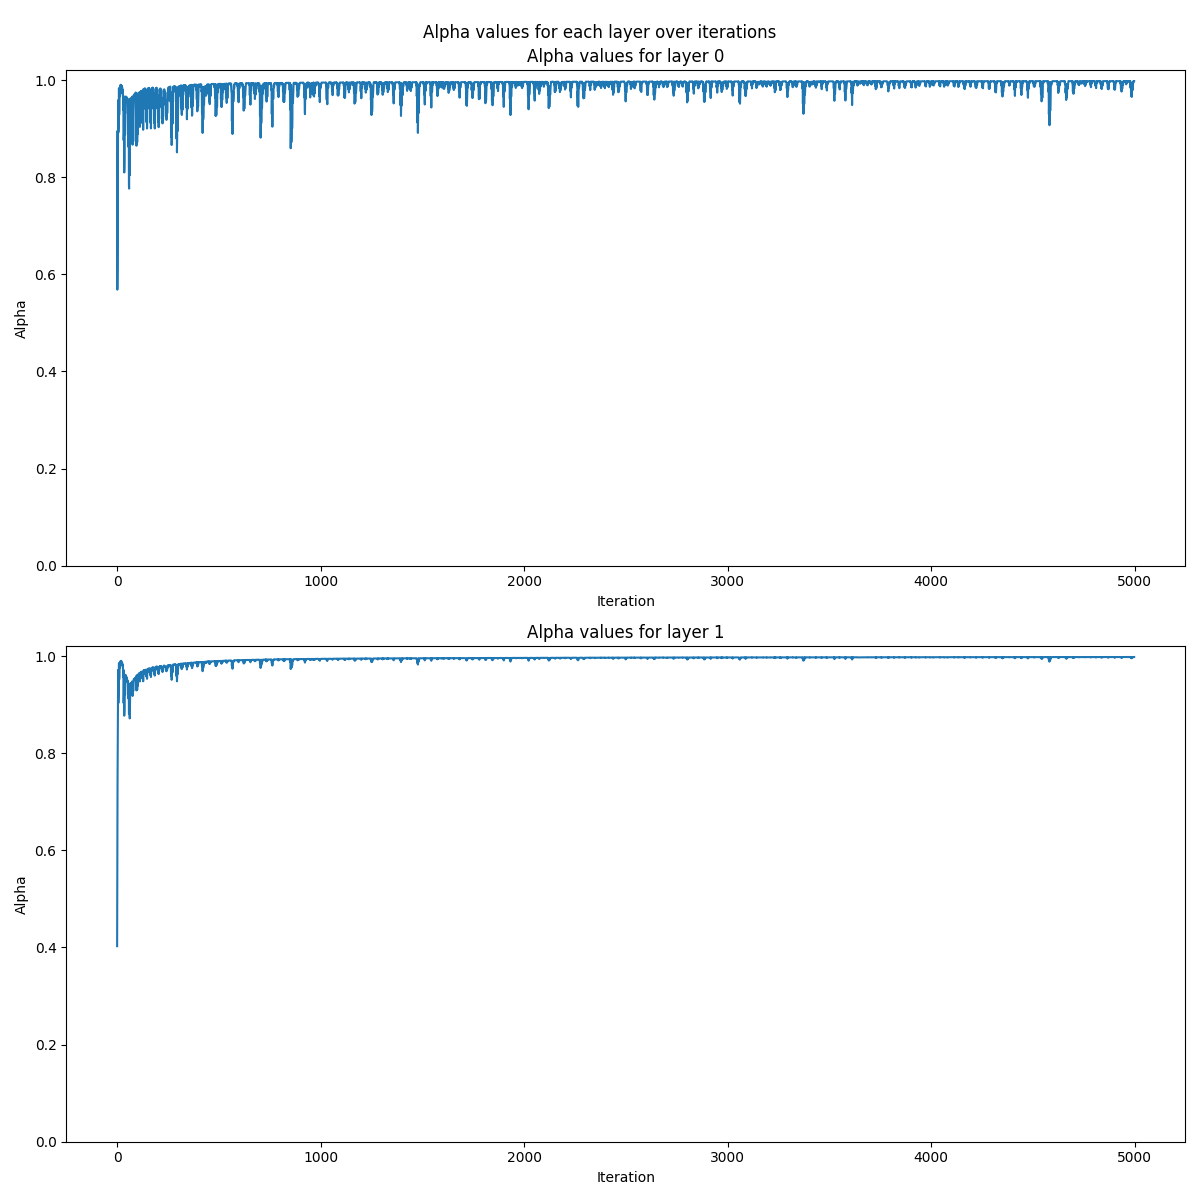 Alpha values for each layer over iterations
Alpha values for layer 0
1.0
0.8
0.6
0.4
0.2
0.0
Alpha
0 1000 2000 3000 4000 5000
Iteration
Alpha values for layer 1
1.0
0.8
0.6
0.4
0.2
0.0
Alpha
0 1000 2000 3000 4000 5000
Iteration